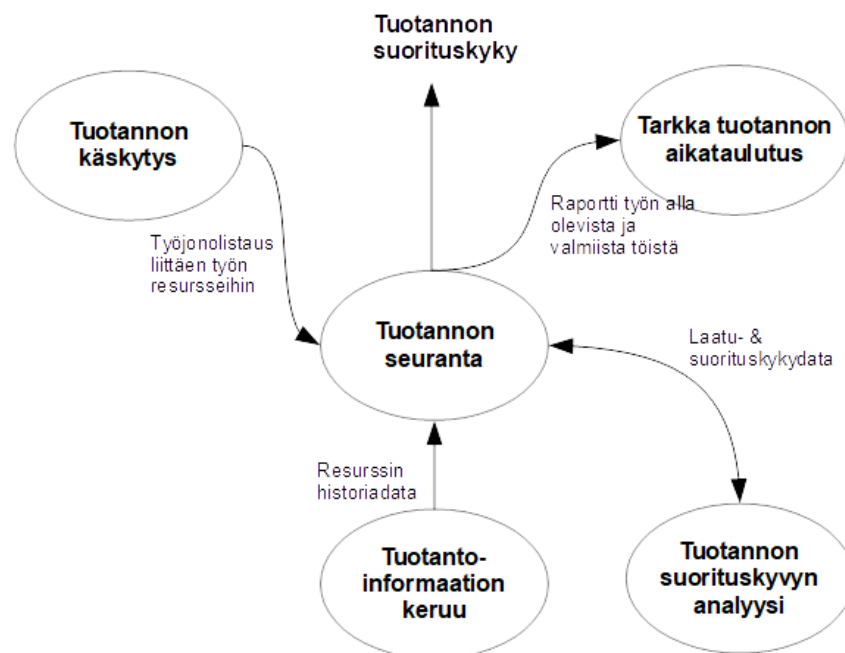 Tuotannon
suorituskyky
Tuotannon
käskytys
Tarkka tuotannon
aikataulutus
Raportti työn alla
olevista ja
valmiista töistä
Työjonolistaus
liittäen työn
resursseihin
Tuotannon
seuranta
Laatu- &
suorituskykydata
Resurssin
historiadata
Tuotanto-
informaation
keruu
Tuotannon
suorituskyvyn
analyysi